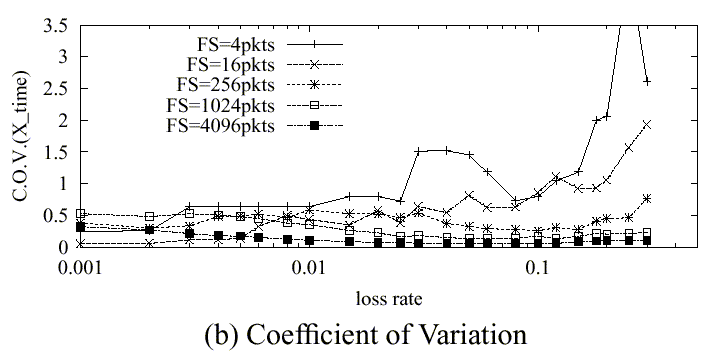 3.5
3
2.5
2
1.5
1
0.5
0
C.O.V.(X_time)
FS=4pkts
FS=16pkts
FS=256pkts
FS=1024pkts
FS=4096pkts
0.001 0.01 0.1
loss rate
(b) Coefficient of Variation